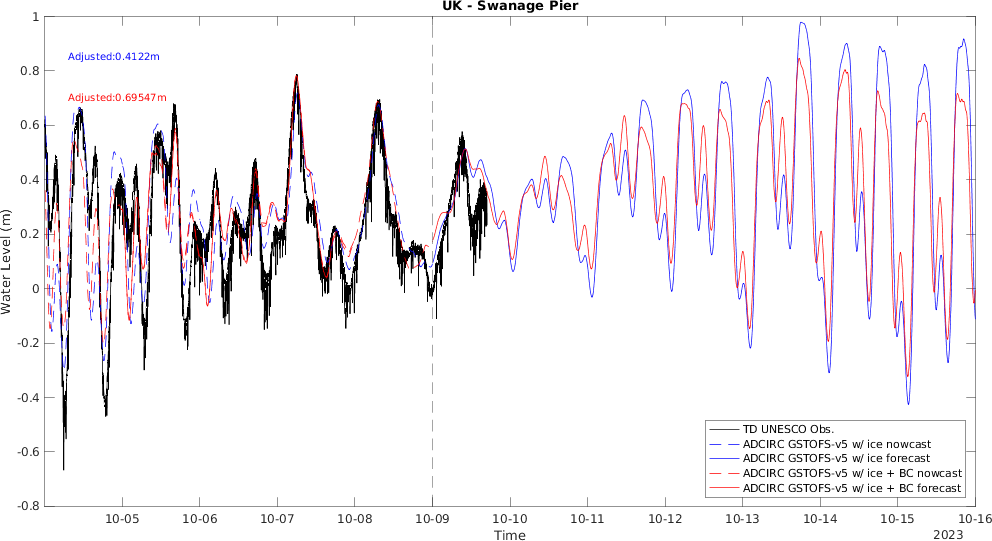 UK - Swanage Pier
Adjusted:0.4122m
Adjusted:0.69547m
Water Level (m)
1
0.8
0.6
0.4
0.2
0
-0.2
-0.4
-0.6
-0.8
10-05 10-06 10-07 10-08 10-09 10-10 10-11 10-12 10-13 10-14 10-15 10-16
Time
2023
TD UNESCO Obs.
ADCIRC GSTOFS-v5 w/ ice nowcast
ADCIRC GSTOFS-v5 w/ ice forecast
ADCIRC GSTOFS-v5 w/ ice + BC nowcast
ADCIRC GSTOFS-v5 w/ ice + BC forecast